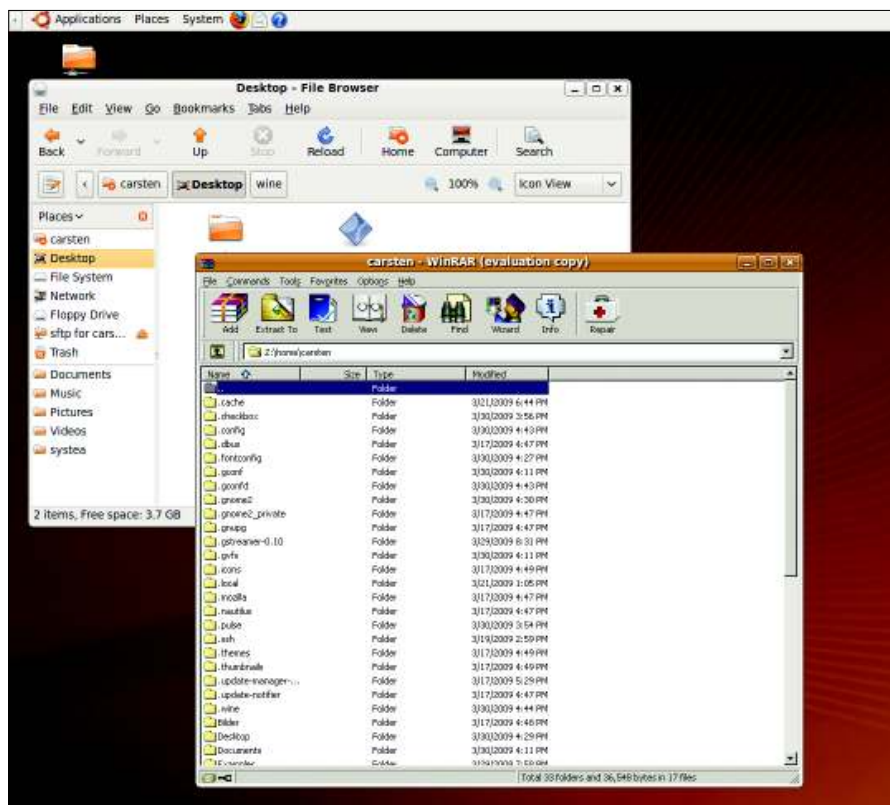 Applications Places System
Desktop - File Browser
File Edit View Go Bookmarks Tabs Help
Back Forward Up Stop Reload Home Computer Search
carsten Desktop wine 100% Icon View
Places
carsten
Desktop
File System
Network
Floppy Drive
sftp for cars...
Trash
Documents
Music
Pictures
Videos
systea
2 items, Free space: 3.7 GB
carsten - WinRAR (evaluation copy)
File Commands Tools Favorites Options Help
Add Extract To Test View Delete Find Wizard Info Repair
Z:\home\carsten
Name Size Type Modified
.. Folder
.cache Folder 3/21/2009 6:44 PM
.checkbox Folder 3/30/2009 3:56 PM
.config Folder 3/30/2009 4:43 PM
.dbus Folder 3/17/2009 4:47 PM
.fontconfig Folder 3/30/2009 4:27 PM
.gconf Folder 3/30/2009 4:11 PM
.gconfd Folder 3/30/2009 4:43 PM
.gnome2 Folder 3/30/2009 4:30 PM
.gnome2_private Folder 3/17/2009 4:47 PM
.gnupg Folder 3/17/2009 4:47 PM
.gstreamer-0.10 Folder 3/29/2009 8:31 PM
.gvfs Folder 3/30/2009 4:11 PM
.icons Folder 3/17/2009 4:49 PM
.local Folder 3/21/2009 1:05 PM
.mozilla Folder 3/17/2009 4:47 PM
.nautilus Folder 3/17/2009 4:47 PM
.pulse Folder 3/30/2009 3:54 PM
.ssh Folder 3/19/2009 2:59 PM
.themes Folder 3/17/2009 4:49 PM
.thumbnails Folder 3/17/2009 4:49 PM
.update-manager-... Folder 3/17/2009 5:29 PM
.update-notifier Folder 3/17/2009 4:47 PM
.wine Folder 3/30/2009 4:44 PM
Bilder Folder 3/17/2009 4:46 PM
Desktop Folder 3/30/2009 4:29 PM
Documents Folder 3/30/2009 4:11 PM
Examples Folder 3/29/2009 7:59 PM
Total 33 folders and 36,548 bytes in 17 files